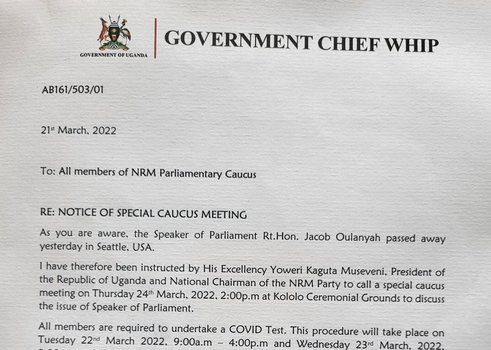 GOVERNMENT OF UGANDA
GOVERNMENT CHIEF WHIP
AB161/503/01
21st March, 2022
To: All members of NRM Parliamentary Caucus
RE: NOTICE OF SPECIAL CAUCUS MEETING
As you are aware, the Speaker of Parliament Rt.Hon. Jacob Oulanyah passed away
yesterday in Seattle, USA.
I have therefore been instructed by His Excellency Yoweri Kaguta Museveni, President of
the Republic of Uganda and National Chairman of the NRM Party to call a special caucus
meeting on Thursday 24th March, 2022, 2:00p.m at Kololo Ceremonial Grounds to discuss
the issue of Speaker of Parliament.
All members are required to undertake a COVID Test. This procedure will take place on
Tuesday 22nd March 2022, 9:00a.m – 4:00p.m and Wednesday 23rd March, 2022,